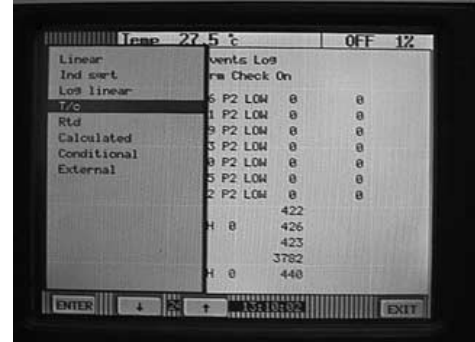 Temp 27.5 c OFF 1%
Linear
Ind sqrt
Log linear
T/c
Rtd
Calculated
Conditional
External
vents Log
rm Check On
6 P2 LOW 0 0
1 P2 LOW 0 0
9 P2 LOW 0 0
3 P2 LOW 0 0
0 P2 LOW 0 0
5 P2 LOW 0 0
2 P2 LOW 0 0
422
H 0 426
423
3782
H 0 440
ENTER ↓ ↑ 13:10:02 EXIT